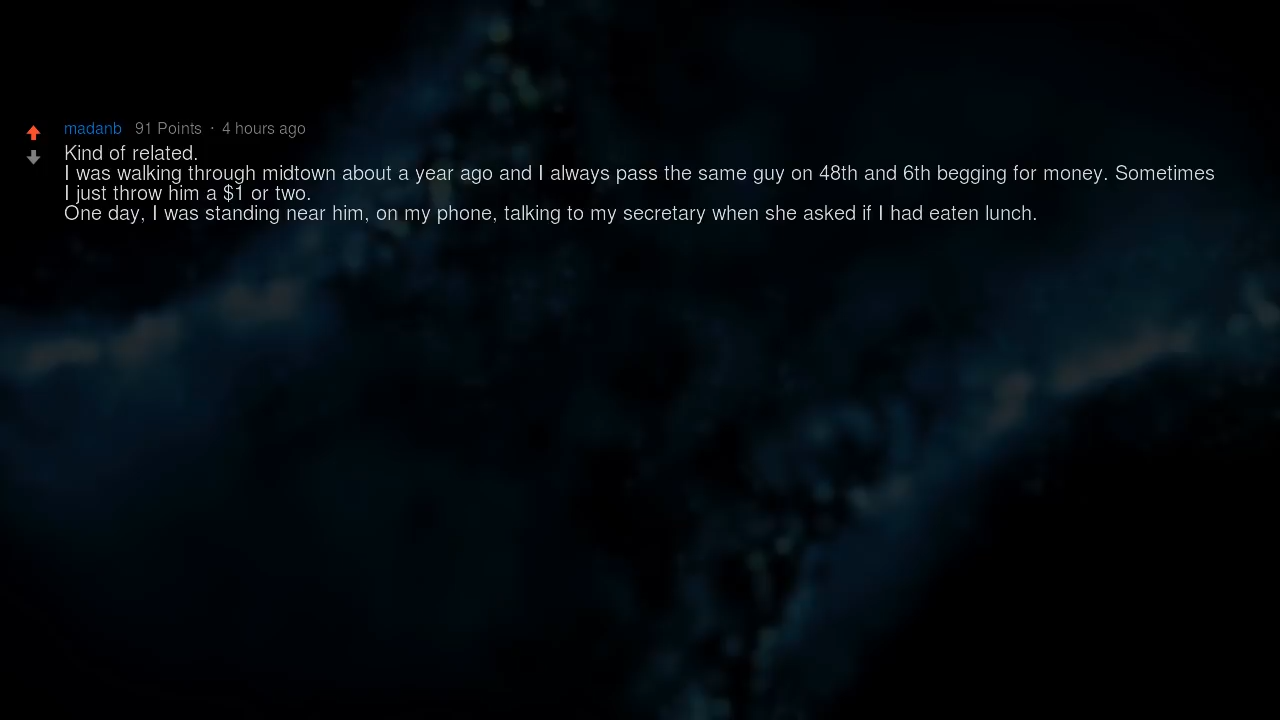 madanb 91 Points · 4 hours ago
Kind of related.
I was walking through midtown about a year ago and I always pass the same guy on 48th and 6th begging for money. Sometimes
I just throw him a $1 or two.
One day, I was standing near him, on my phone, talking to my secretary when she asked if I had eaten lunch.